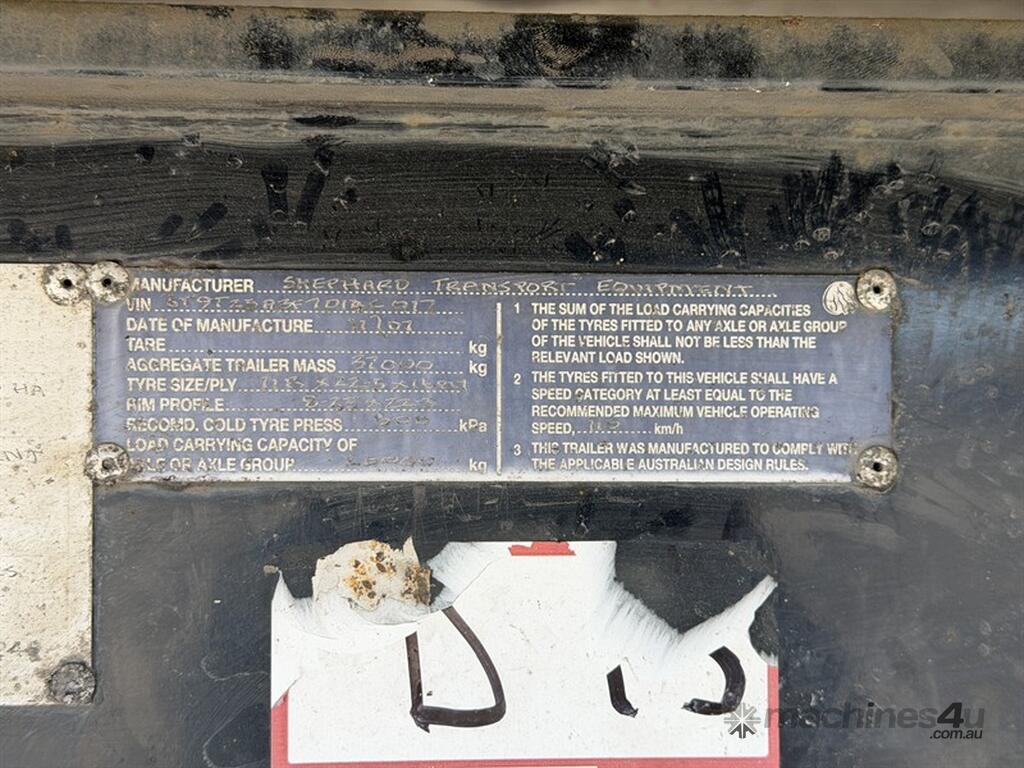 MANUFACTURER SHEPHARD TRANSPORT EQUIPMENT
VIN
DATE OF MANUFACTURE 11/07
TARE kg
AGGREGATE TRAILER MASS 37000 kg
TYRE SIZE/PLY
RIM PROFILE
RECOMD. COLD TYRE PRESS kPa
LOAD CARRYING CAPACITY OF
AXLE OR AXLE GROUP kg
1 THE SUM OF THE LOAD CARRYING CAPACITIES
OF THE TYRES FITTED TO ANY AXLE OR AXLE GROUP
OF THE VEHICLE SHALL NOT BE LESS THAN THE
RELEVANT LOAD SHOWN.
2 THE TYRES FITTED TO THIS VEHICLE SHALL HAVE A
SPEED CATEGORY AT LEAST EQUAL TO THE
RECOMMENDED MAXIMUM VEHICLE OPERATING
SPEED, km/h
3 THIS TRAILER WAS MANUFACTURED TO COMPLY WITH
THE APPLICABLE AUSTRALIAN DESIGN RULES.
HA
machines4u
.com.au